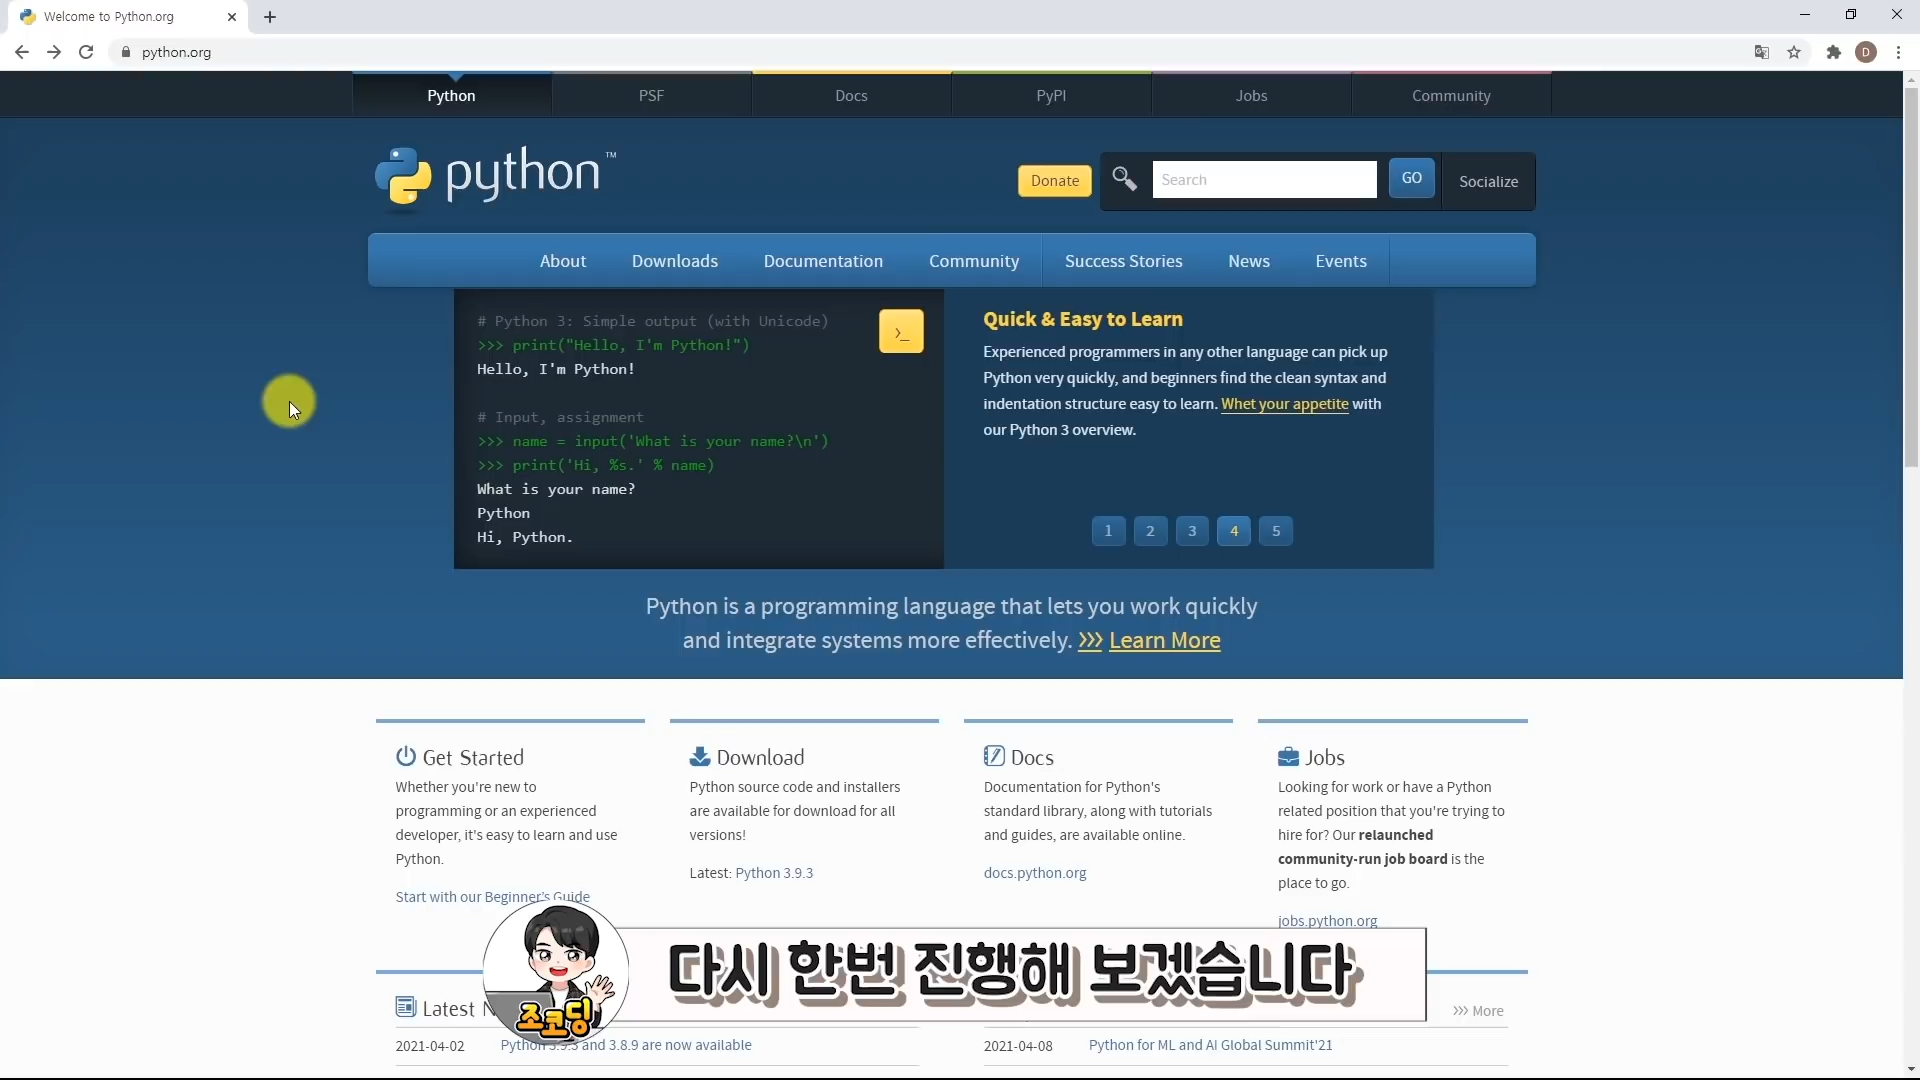 Welcome to Python.org
python.org
D
Python
PSF
Docs
PyPI
Jobs
Community
python™
Donate
Search
GO
Socialize
About
Downloads
Documentation
Community
Success Stories
News
Events
# Python 3: Simple output (with Unicode)
>>> print("Hello, I'm Python!")
Hello, I'm Python!
# Input, assignment
>>> name = input('What is your name?\n')
>>> print('Hi, %s.' % name)
What is your name?
Python
Hi, Python.
>_
Quick & Easy to Learn
Experienced programmers in any other language can pick up
Python very quickly, and beginners find the clean syntax and
indentation structure easy to learn. Whet your appetite with
our Python 3 overview.
1 2 3 4 5
Python is a programming language that lets you work quickly
and integrate systems more effectively. >>> Learn More
Get Started
Whether you're new to
programming or an experienced
developer, it's easy to learn and use
Python.
Start with our Beginner's Guide
Download
Python source code and installers
are available for download for all
versions!
Latest: Python 3.9.3
Docs
Documentation for Python's
standard library, along with tutorials
and guides, are available online.
docs.python.org
Jobs
Looking for work or have a Python
related position that you're trying to
hire for? Our relaunched
community-run job board is the
place to go.
jobs.python.org
조코딩
다시 한번 진행해 보겠습니다
Latest
>>> More
2021-04-02 Python 3.9.3 and 3.8.9 are now available
2021-04-08 Python for ML and AI Global Summit'21